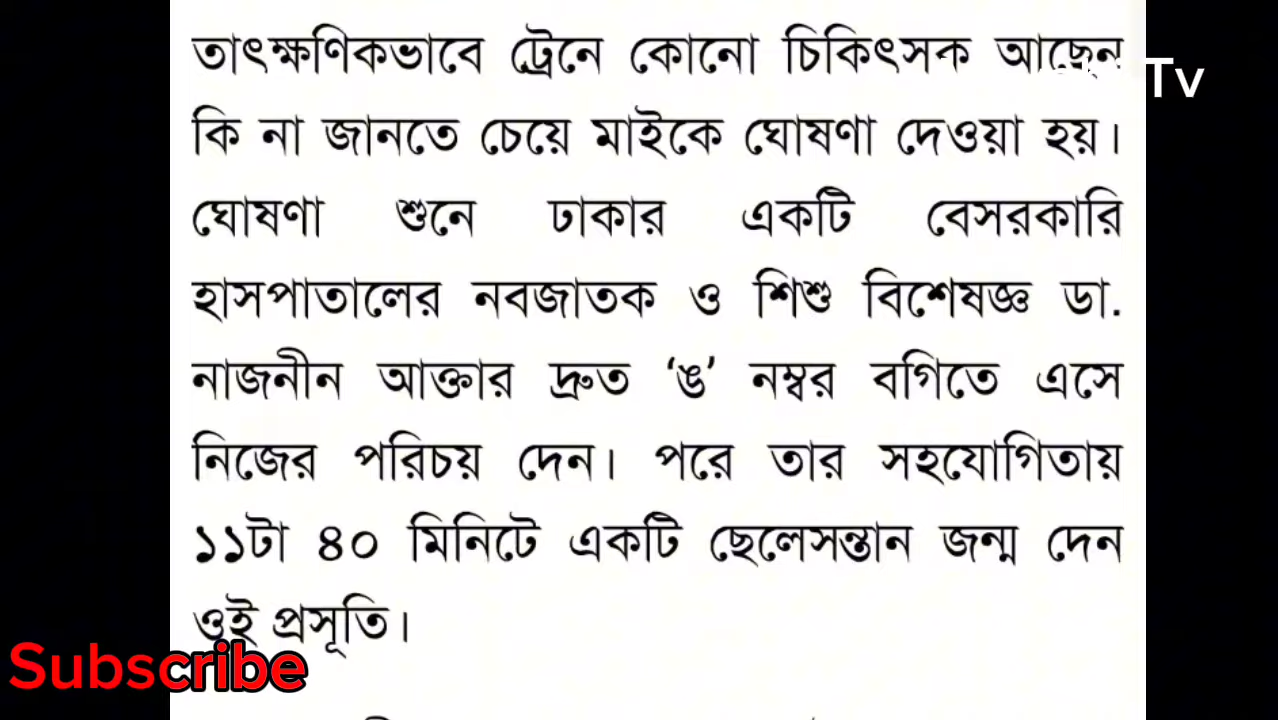 তাৎক্ষণিকভাবে ট্রেনে কোনো চিকিৎসক আছেন
Tv
কি না জানতে চেয়ে মাইকে ঘোষণা দেওয়া হয়।
ঘোষণা শুনে ঢাকার একটি বেসরকারি
হাসপাতালের নবজাতক ও শিশু বিশেষজ্ঞ ডা.
নাজনীন আক্তার দ্রুত ‘ঙ’ নম্বর বগিতে এসে
নিজের পরিচয় দেন। পরে তার সহযোগিতায়
১১টা ৪০ মিনিটে একটি ছেলেসন্তান জন্ম দেন
ওই প্রসূতি।
Subscribe